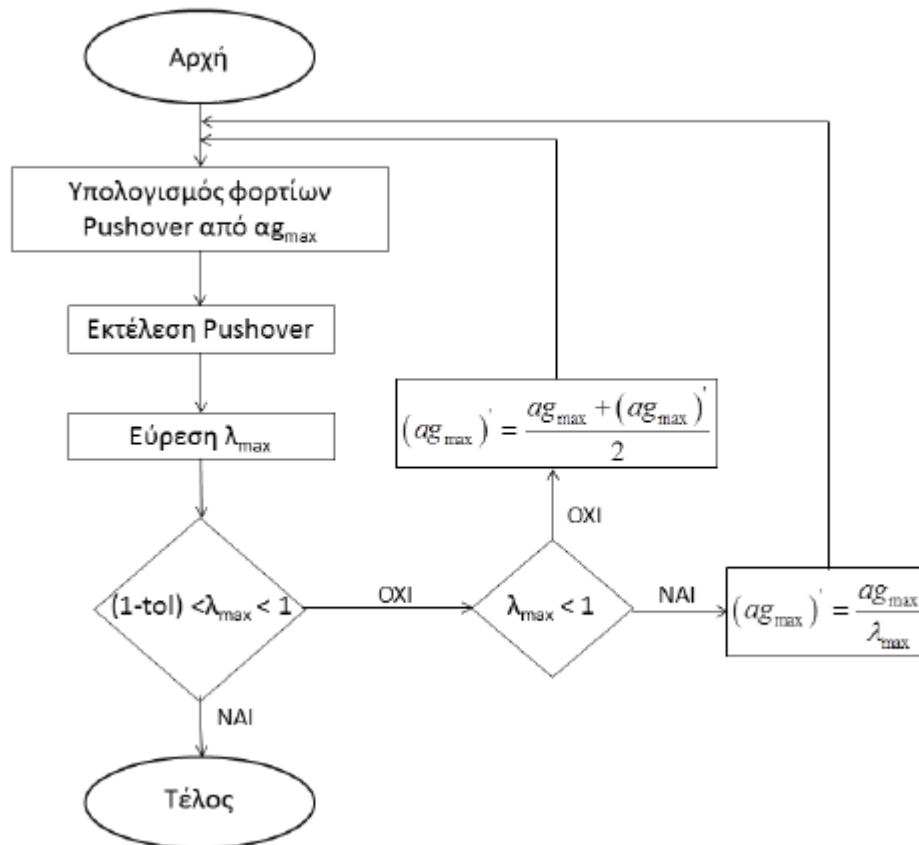 Αρχή
Υπολογισμός φορτίων
Pushover από αg_max
Εκτέλεση Pushover
Εύρεση λ_max
(ag_max)' = (ag_max + (ag_max)') / 2
ΟΧΙ
(1-tol) <λ_max < 1
ΟΧΙ
λ_max < 1
ΝΑΙ
(ag_max)' = ag_max / λ_max
ΝΑΙ
Τέλος